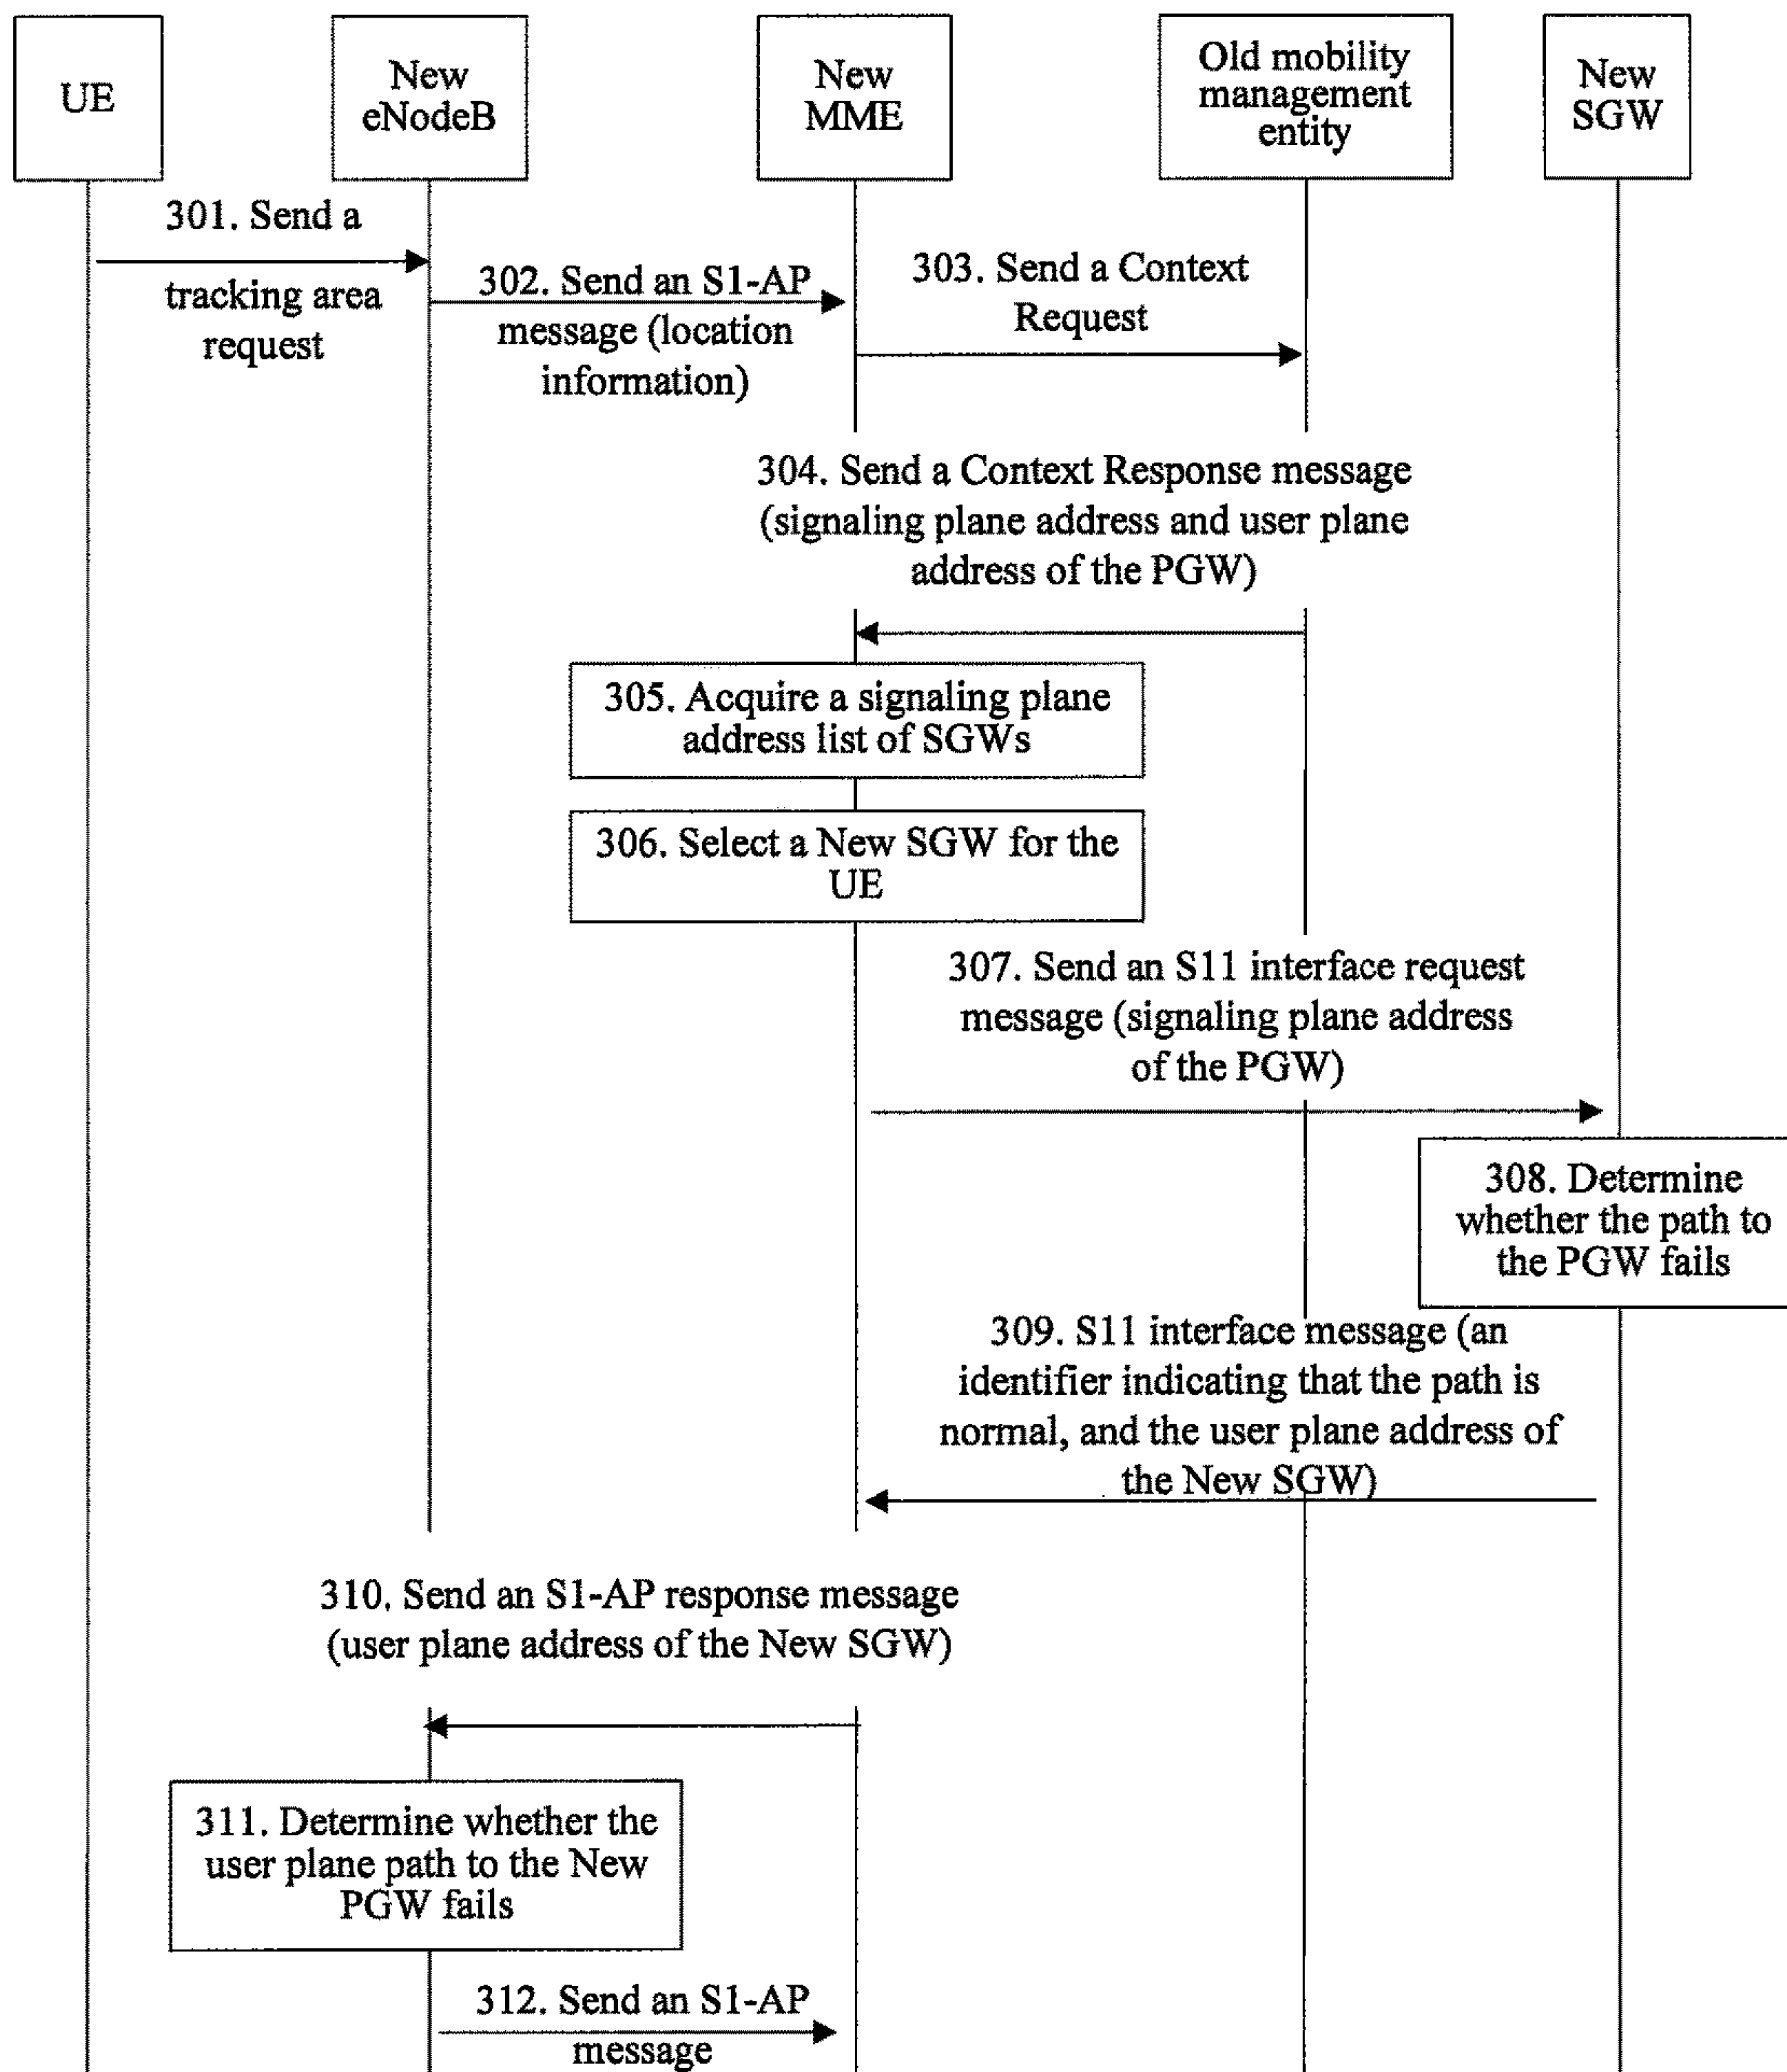 UE
New
eNodeB
New
MME
Old mobility
management
entity
New
SGW
301. Send a
tracking area
request
302. Send an S1-AP
message (location
information)
303. Send a Context
Request
304. Send a Context Response message
(signaling plane address and user plane
address of the PGW)
305. Acquire a signaling plane
address list of SGWs
306. Select a New SGW for the
UE
307. Send an S11 interface request
message (signaling plane address
of the PGW)
308. Determine
whether the path to
the PGW fails
309. S11 interface message (an
identifier indicating that the path is
normal, and the user plane address of
the New SGW)
310. Send an S1-AP response message
(user plane address of the New SGW)
311. Determine whether the
user plane path to the New
PGW fails
312. Send an S1-AP
message